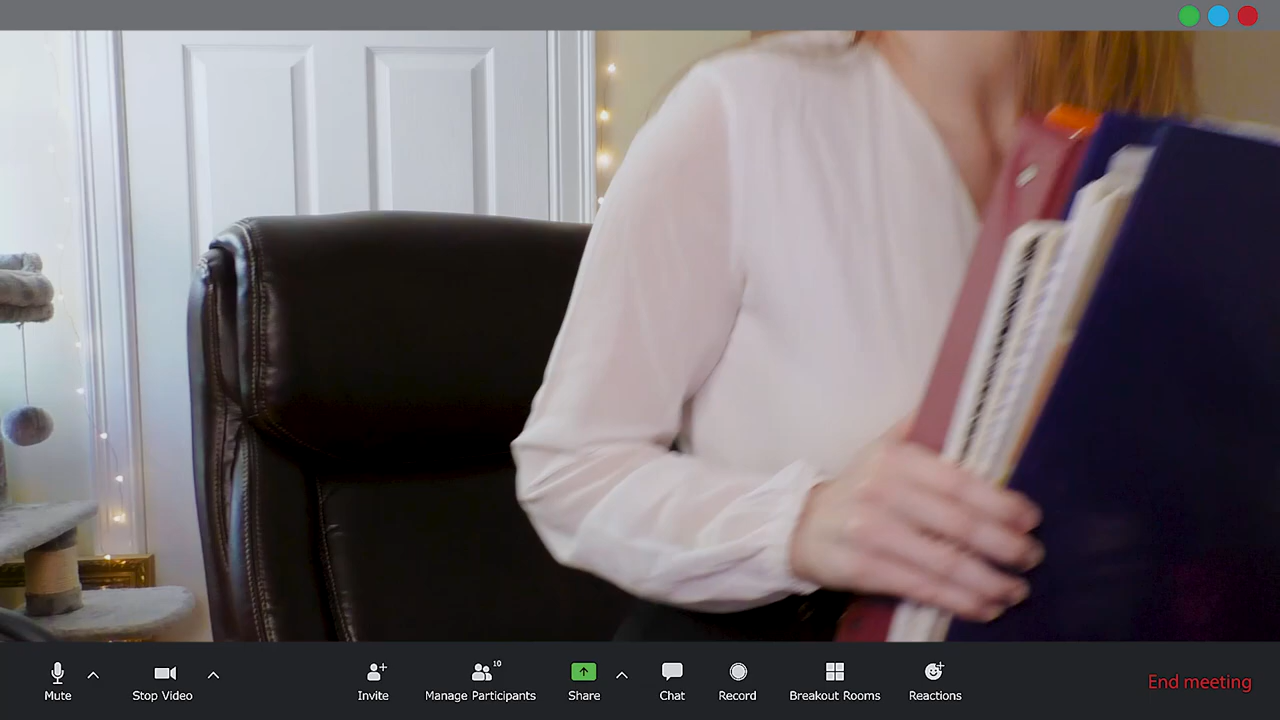 10
Mute
Stop Video
Invite
Manage Participants
Share
Chat
Record
Breakout Rooms
Reactions
End meeting